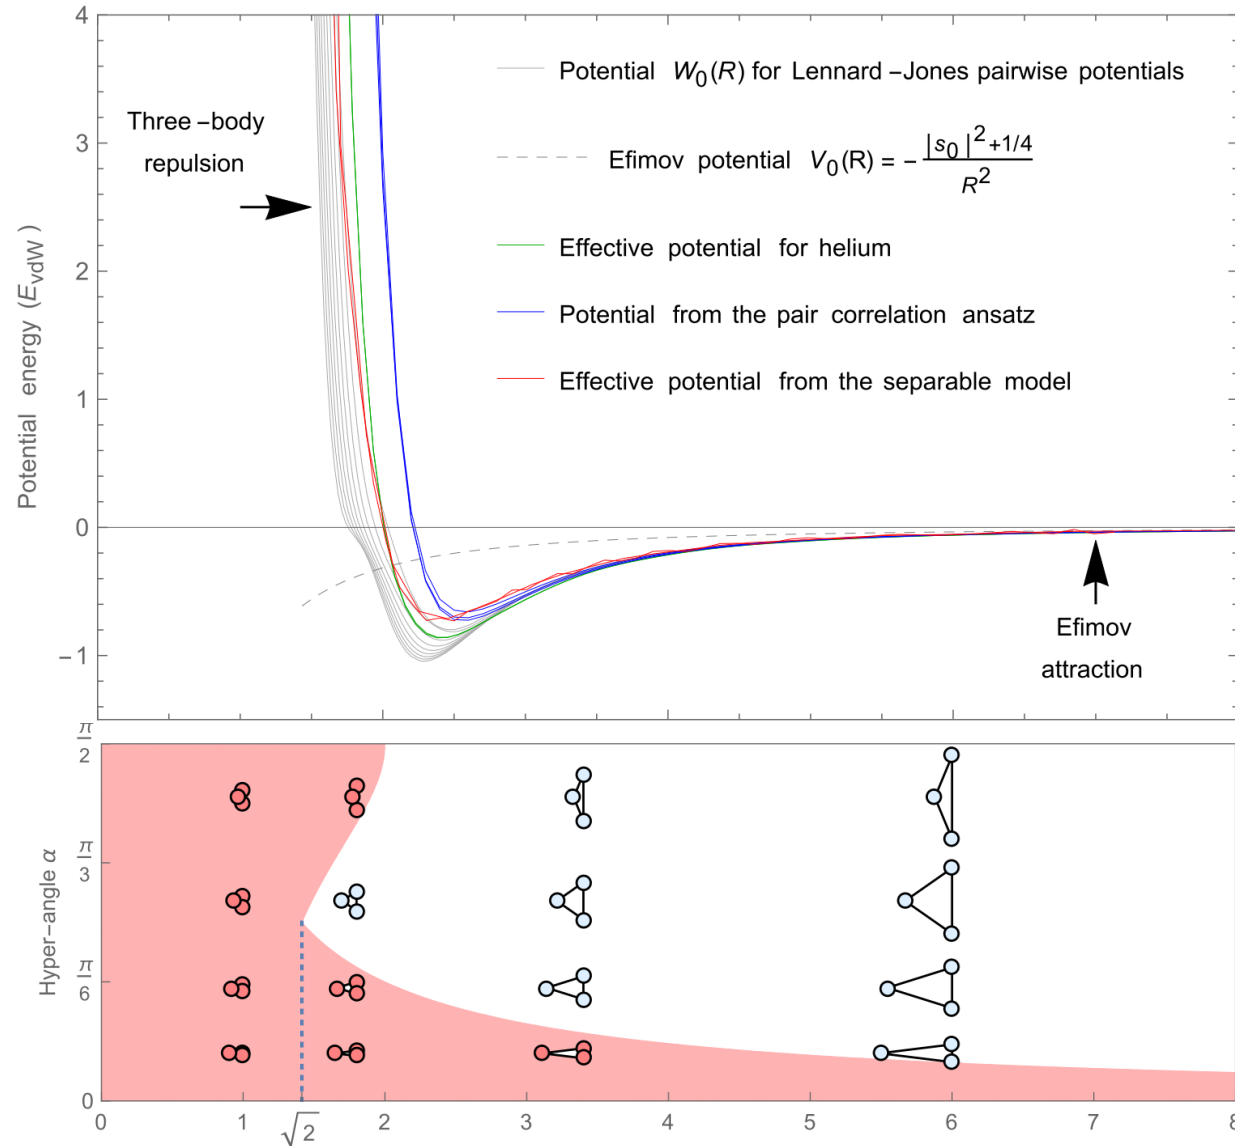 4
3
2
1
0
−1
Potential energy (E_vdW)
Three-body
repulsion
Potential W_0(R) for Lennard-Jones pairwise potentials
Efimov potential V_0(R) = - |s_0|^2+1/4 / R^2
Effective potential for helium
Potential from the pair correlation ansatz
Effective potential from the separable model
Efimov
attraction
π/2
π/3
π/6
0
Hyper-angle α
0 1 √2 2 3 4 5 6 7 8